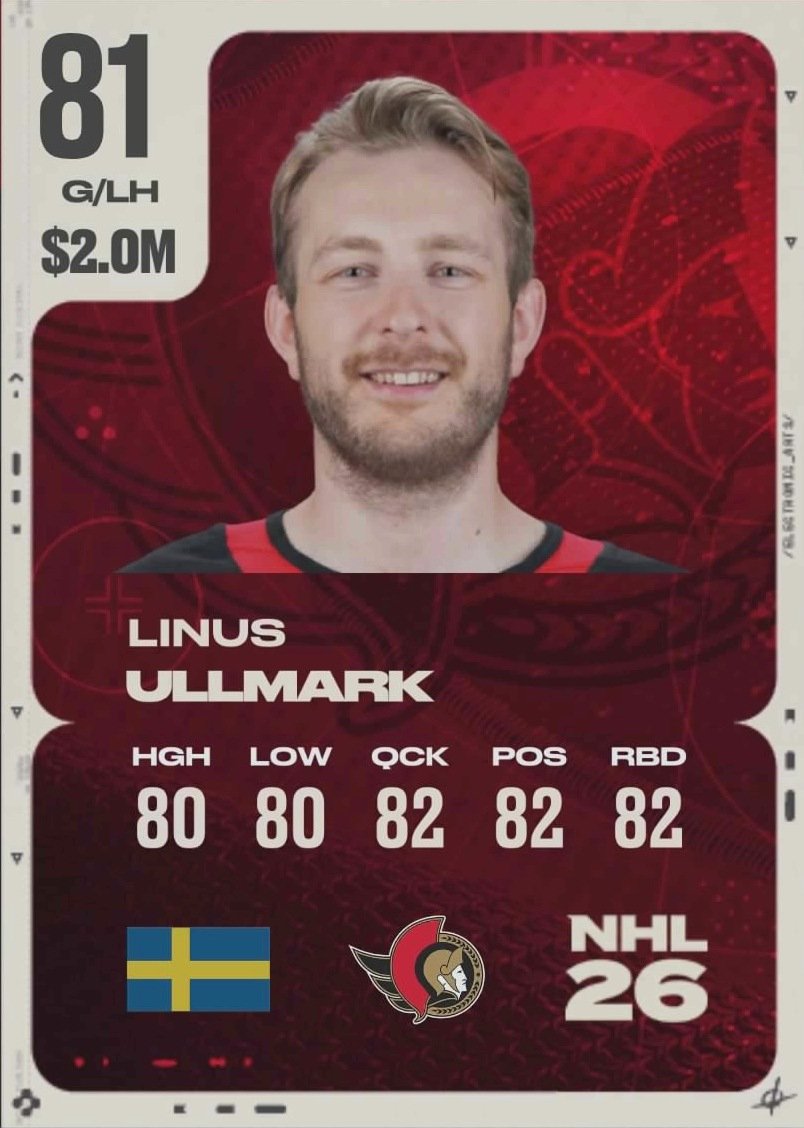 81
G/LH
$2.0M
LINUS
ULLMARK
HGH LOW QCK POS RBD
80 80 82 82 82
NHL
26